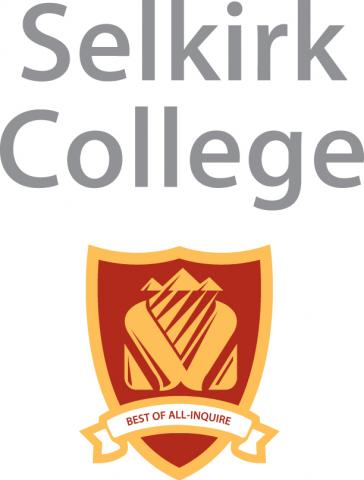 Selkirk
College
BEST OF ALL-INQUIRE